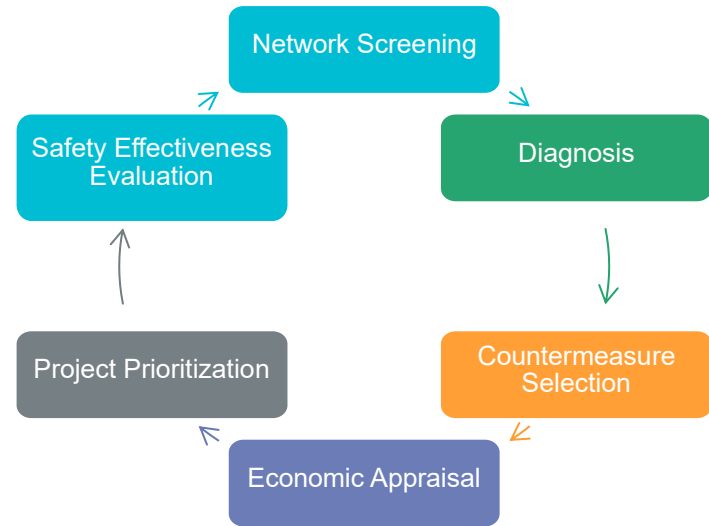 Network Screening
Diagnosis
Countermeasure
Selection
Economic Appraisal
Project Prioritization
Safety Effectiveness
Evaluation